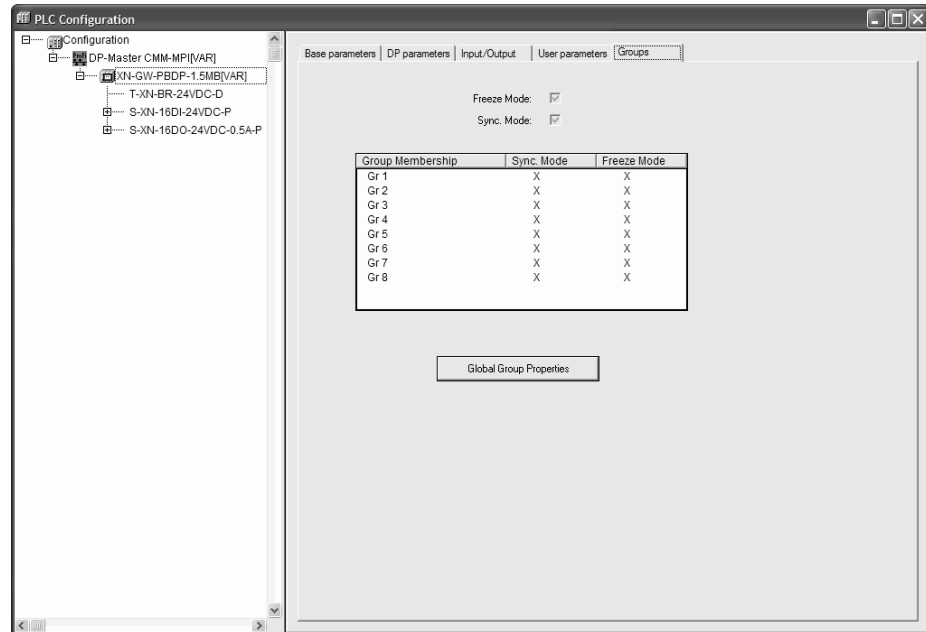 PLC Configuration
Configuration
DP-Master CMM-MPI[VAR]
XN-GW-PBDP-1.5MB[VAR]
T-XN-BR-24VDC-D
S-XN-16DI-24VDC-P
S-XN-16DO-24VDC-0.5A-P
Base parameters DP parameters Input/Output User parameters Groups
Freeze Mode:
Sync. Mode:
Group Membership Sync. Mode Freeze Mode
Gr 1 X X
Gr 2 X X
Gr 3 X X
Gr 4 X X
Gr 5 X X
Gr 6 X X
Gr 7 X X
Gr 8 X X
Global Group Properties